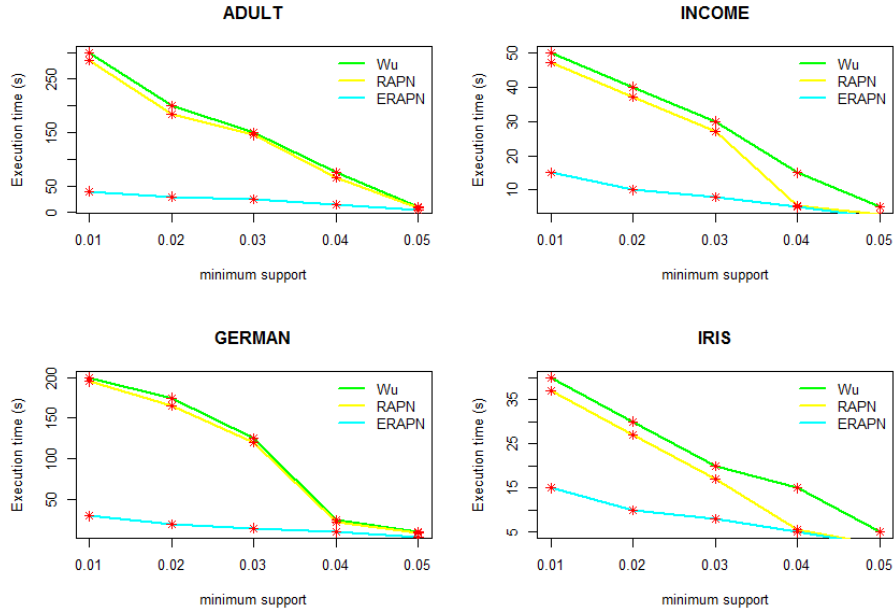 ADULT
Execution time (s)
0 50 150 250
Wu
RAPN
ERAPN
0.01 0.02 0.03 0.04 0.05
minimum support
INCOME
Execution time (s)
10 20 30 40 50
Wu
RAPN
ERAPN
0.01 0.02 0.03 0.04 0.05
minimum support
GERMAN
Execution time (s)
50 100 150 200
Wu
RAPN
ERAPN
0.01 0.02 0.03 0.04 0.05
minimum support
IRIS
Execution time (s)
5 15 25 35
Wu
RAPN
ERAPN
0.01 0.02 0.03 0.04 0.05
minimum support